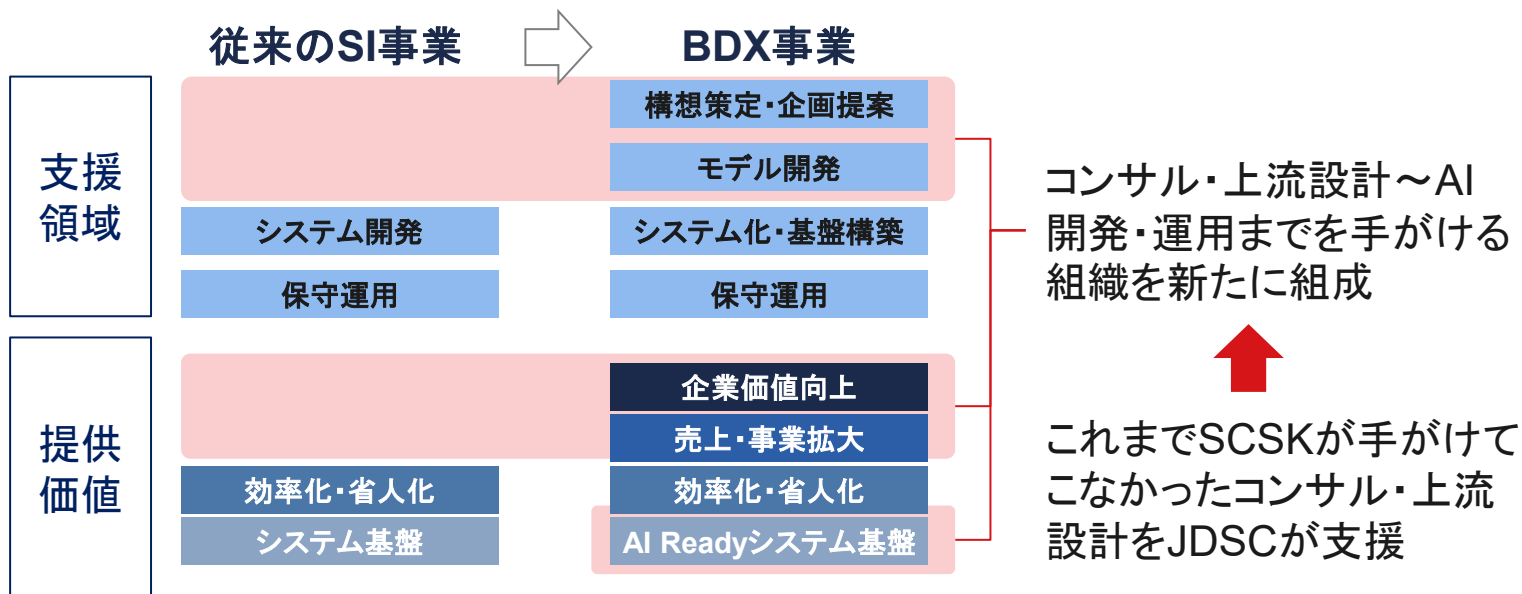 従来のSI事業
BDX事業
支援
領域
構想策定・企画提案
モデル開発
システム開発
システム化・基盤構築
保守運用
保守運用
コンサル・上流設計～AI
開発・運用までを手がける
組織を新たに組成
提供
価値
企業価値向上
売上・事業拡大
効率化・省人化
効率化・省人化
システム基盤
AI Readyシステム基盤
これまでSCSKが手がけて
こなかったコンサル・上流
設計をJDSCが支援